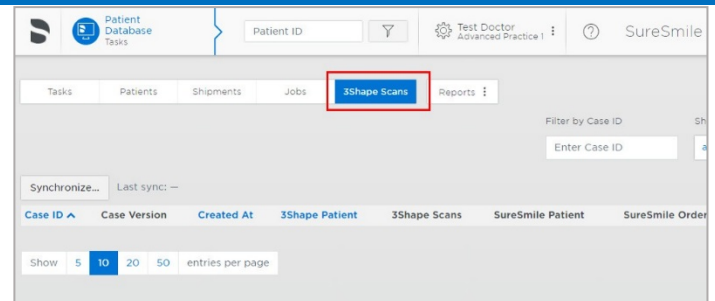 Patient Database
Tasks
Patient ID
Test Doctor
Advanced Practice 1
SureSmile
Tasks Patients Shipments Jobs 3Shape Scans Reports
Filter by Case ID Sh
Enter Case ID a
Synchronize... Last sync: —
Case ID Case Version Created At 3Shape Patient 3Shape Scans SureSmile Patient SureSmile Order
Show 5 10 20 50 entries per page